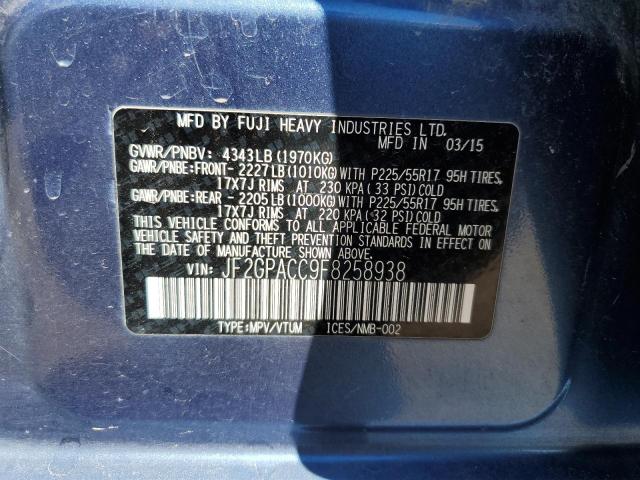 MFD BY FUJI HEAVY INDUSTRIES LTD.
MFD IN 03/15
GVWR/PNBV: 4343LB(1970KG)
GAWR/PNBE:FRONT- 2227LB(1010KG)WITH P225/55R17 95H TIRES,
17X7J RIMS AT 230 KPA( 33 PSI)COLD
GAWR/PNBE:REAR - 2205LB(1000KG)WITH P225/55R17 95H TIRES,
17X7J RIMS AT 220 KPA( 32 PSI)COLD
THIS VEHICLE CONFORMS TO ALL APPLICABLE FEDERAL MOTOR
VEHICLE SAFETY AND THEFT PREVENTION STANDARDS IN EFFECT ON
THE DATE OF MANUFACTURE SHOWN ABOVE.
VIN: JF2GPACC9F8258938
TYPE:MPV/VTUM ICES/NMB-002